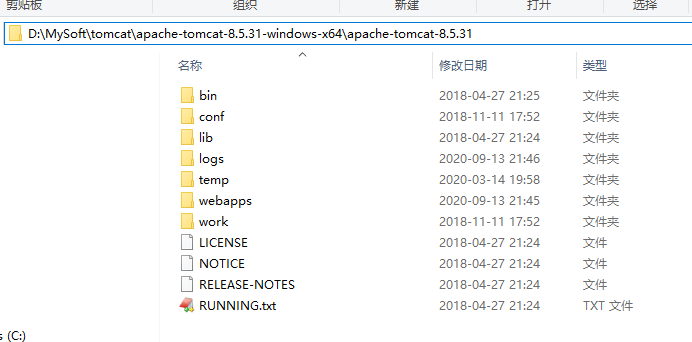 剪贴板 组织 新建 打开 选择
D:\MySoft\tomcat\apache-tomcat-8.5.31-windows-x64\apache-tomcat-8.5.31
名称 修改日期 类型
bin 2018-04-27 21:25 文件夹
conf 2018-11-11 17:52 文件夹
lib 2018-04-27 21:24 文件夹
logs 2020-09-13 21:46 文件夹
temp 2020-03-14 19:58 文件夹
webapps 2020-09-13 21:45 文件夹
work 2018-11-11 17:52 文件夹
LICENSE 2018-04-27 21:24 文件
NOTICE 2018-04-27 21:24 文件
RELEASE-NOTES 2018-04-27 21:24 文件
RUNNING.txt 2018-04-27 21:24 TXT 文件
s (C:)